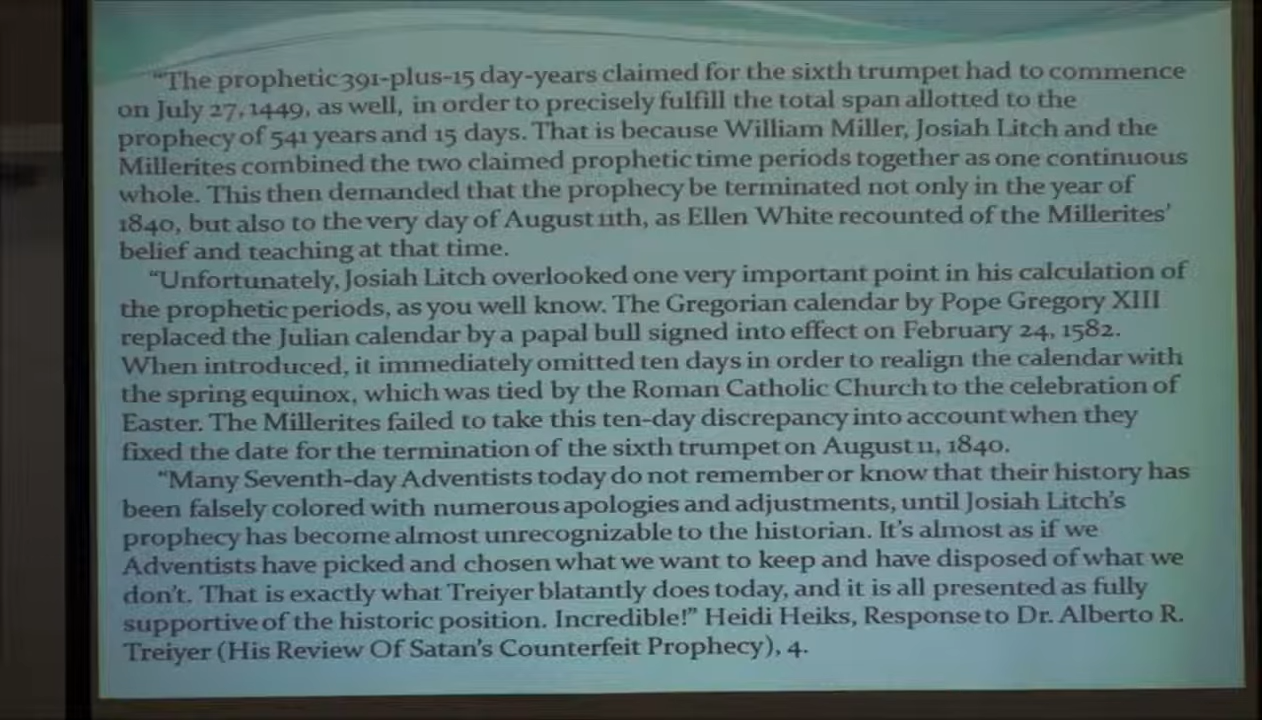 “The prophetic 391-plus-15 day-years claimed for the sixth trumpet had to commence
on July 27, 1449, as well, in order to precisely fulfill the total span allotted to the
prophecy of 541 years and 15 days. That is because William Miller, Josiah Litch and the
Millerites combined the two claimed prophetic time periods together as one continuous
whole. This then demanded that the prophecy be terminated not only in the year of
1840, but also to the very day of August 11th, as Ellen White recounted of the Millerites’
belief and teaching at that time.
“Unfortunately, Josiah Litch overlooked one very important point in his calculation of
the prophetic periods, as you well know. The Gregorian calendar by Pope Gregory XIII
replaced the Julian calendar by a papal bull signed into effect on February 24, 1582.
When introduced, it immediately omitted ten days in order to realign the calendar with
the spring equinox, which was tied by the Roman Catholic Church to the celebration of
Easter. The Millerites failed to take this ten-day discrepancy into account when they
fixed the date for the termination of the sixth trumpet on August 11, 1840.
“Many Seventh-day Adventists today do not remember or know that their history has
been falsely colored with numerous apologies and adjustments, until Josiah Litch’s
prophecy has become almost unrecognizable to the historian. It’s almost as if we
Adventists have picked and chosen what we want to keep and have disposed of what we
don’t. That is exactly what Treiyer blatantly does today, and it is all presented as fully
supportive of the historic position. Incredible!” Heidi Heiks, Response to Dr. Alberto R.
Treiyer (His Review Of Satan’s Counterfeit Prophecy), 4.